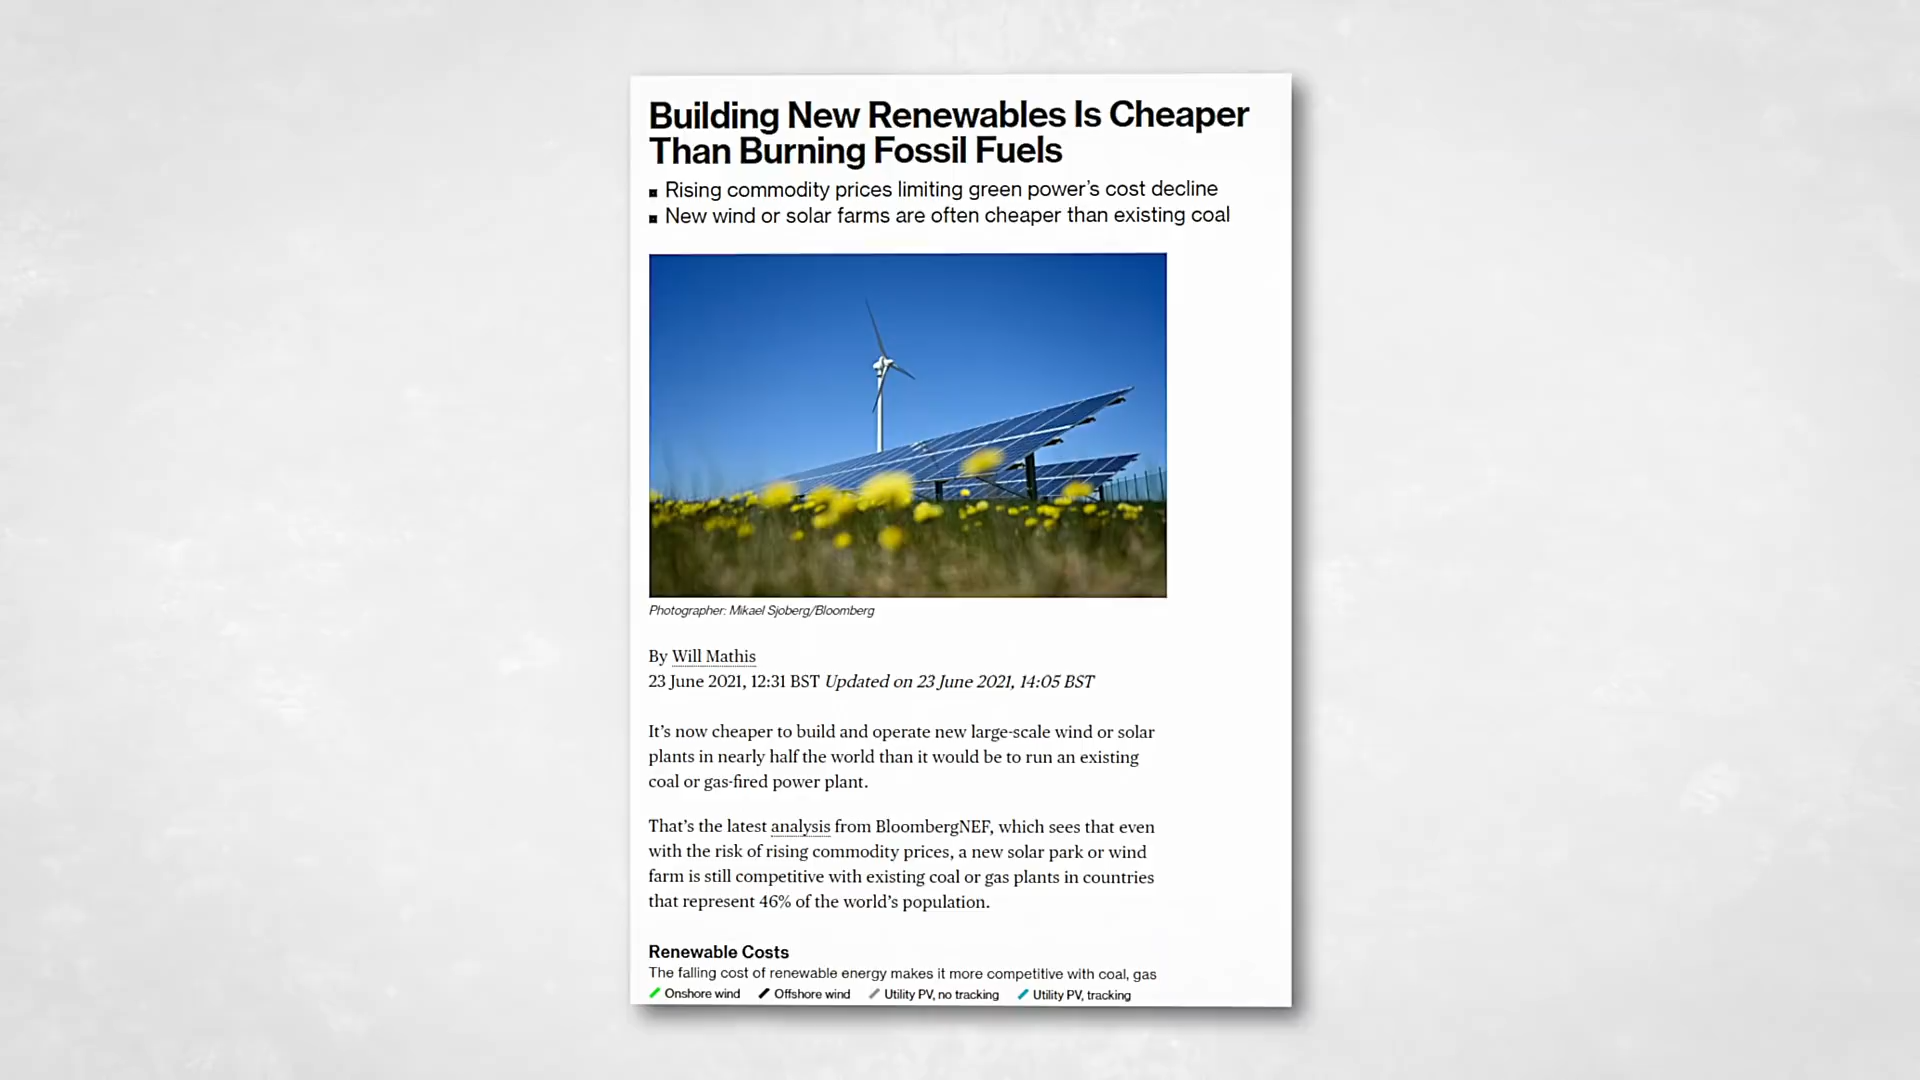 Building New Renewables Is Cheaper
Than Burning Fossil Fuels
Rising commodity prices limiting green power's cost decline
New wind or solar farms are often cheaper than existing coal
Photographer: Mikael Sjoberg/Bloomberg
By Will Mathis
23 June 2021, 12:31 BST Updated on 23 June 2021, 14:05 BST
It's now cheaper to build and operate new large-scale wind or solar
plants in nearly half the world than it would be to run an existing
coal or gas-fired power plant.
That's the latest analysis from BloombergNEF, which sees that even
with the risk of rising commodity prices, a new solar park or wind
farm is still competitive with existing coal or gas plants in countries
that represent 46% of the world's population.
Renewable Costs
The falling cost of renewable energy makes it more competitive with coal, gas
Onshore wind Offshore wind Utility PV, no tracking Utility PV, tracking